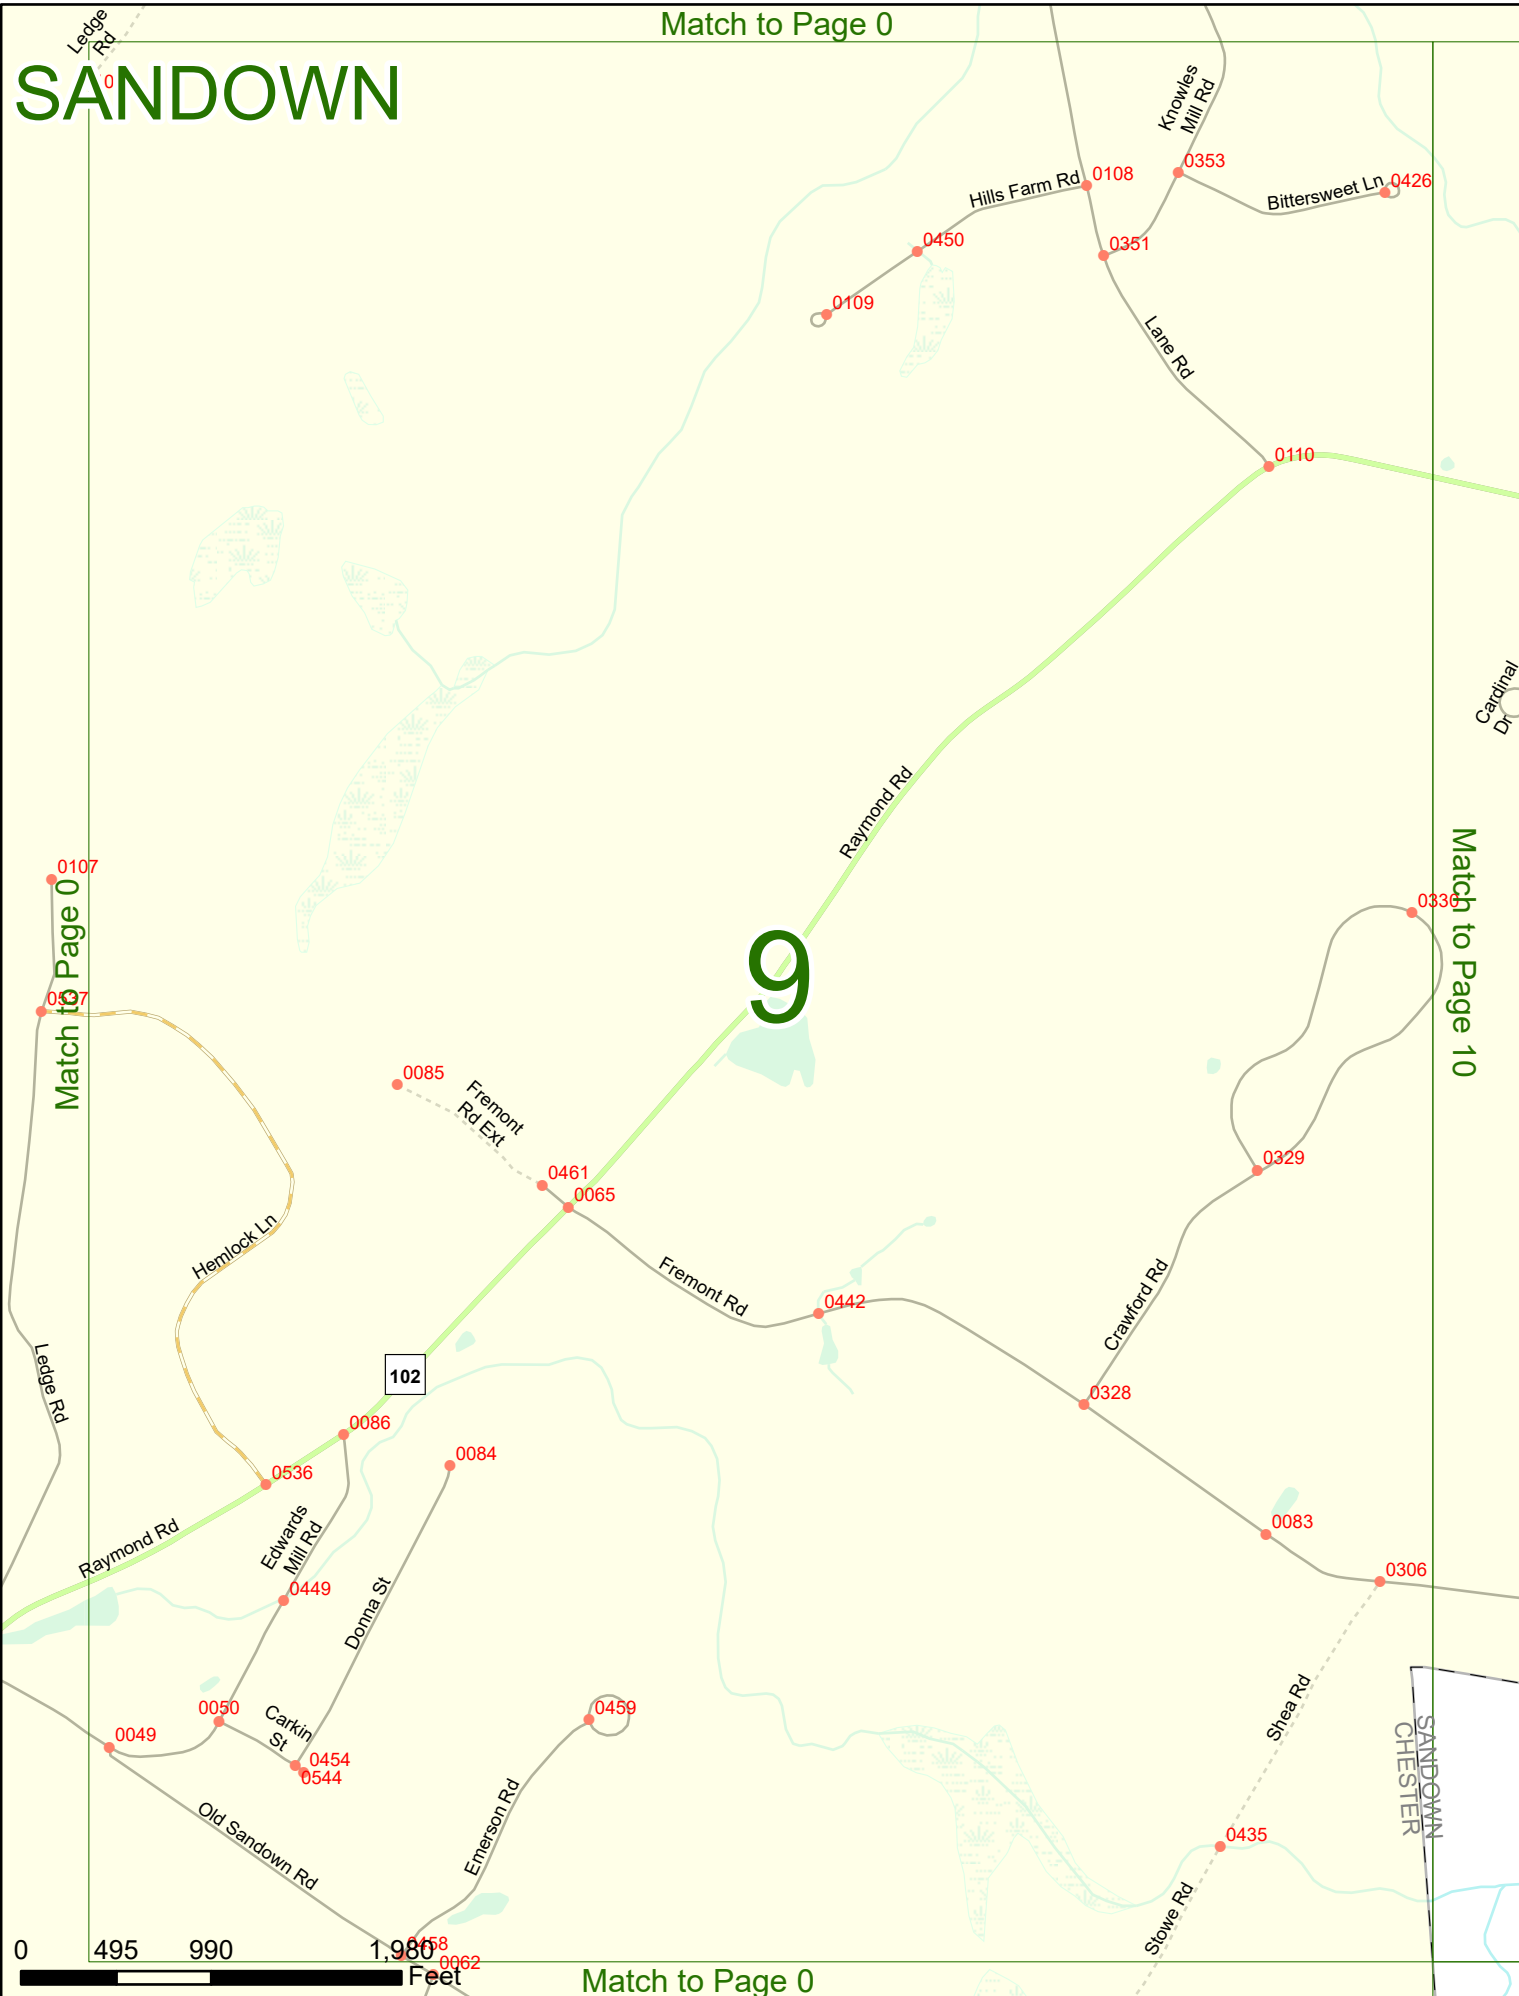 Match to Page 0
Ledge
Rd
0
SANDOWN
Knowles
Mill Rd
0353
0108
Hills Farm Rd
Bittersweet Ln
0426
0450
0351
0109
Lane Rd
0110
Cardinal
Dr
Raymond Rd
0107
Match to Page 0
0537
0330
Match to Page 10
9
0085
Fremont
Rd Ext
0461
0065
0329
Hemlock Ln
Fremont Rd
0442
Crawford Rd
Ledge Rd
102
0328
0086
0084
0536
Raymond Rd
Edwards
Mill Rd
0083
0449
0306
Donna St
Shea Rd
0050
Carkin
St
0459
0049
0454
0544
SANDOWN
CHESTER
Emerson Rd
Old Sandown Rd
0435
Stowe Rd
0458
0062
0 495 990 1,980
Feet
Match to Page 0